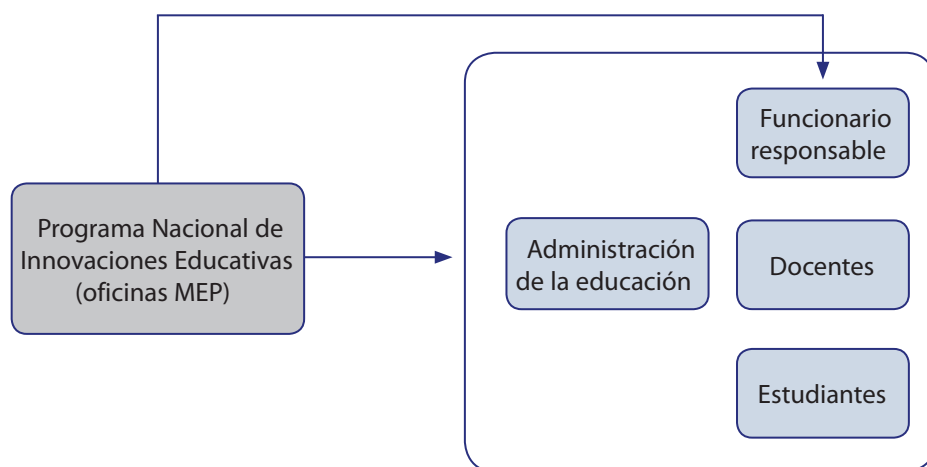 Funcionario
responsable
Programa Nacional de
Innovaciones Educativas
(oficinas MEP)
Administración
de la educación
Docentes
Estudiantes